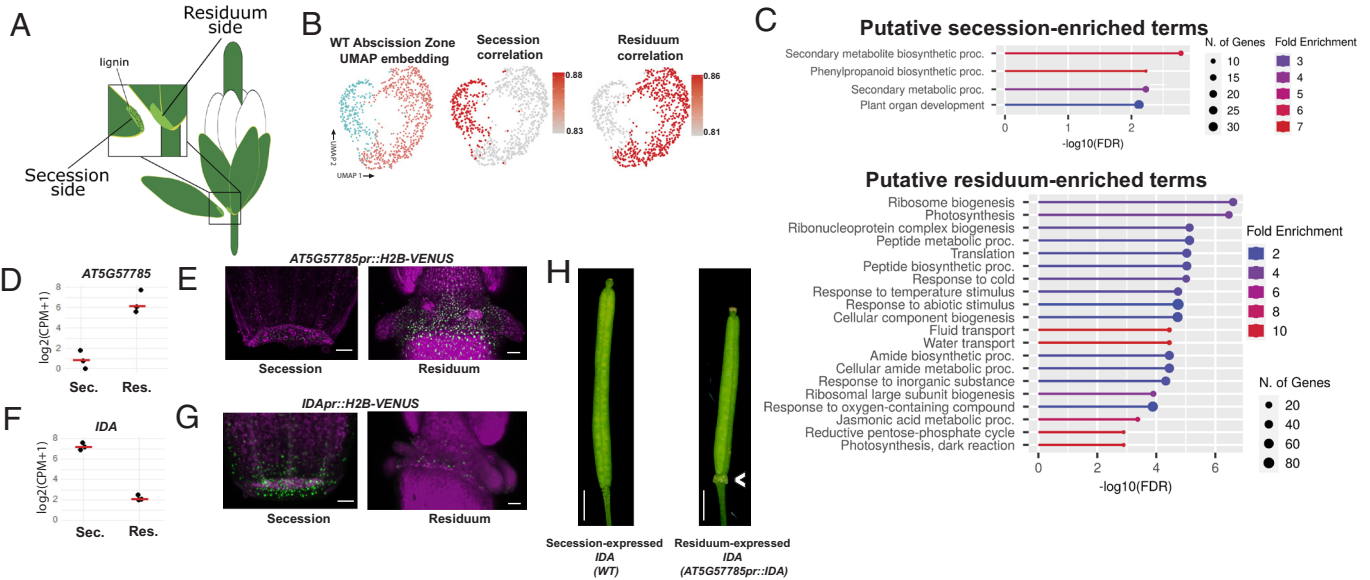 A
Residuum
side
lignin
Secession
side
B
WT Abscission Zone
UMAP embedding
UMAP 2
UMAP 1
Secession
correlation
0.88
0.83
Residuum
correlation
0.86
0.81
C
Putative secession-enriched terms
Secondary metabolite biosynthetic proc.
Phenylpropanoid biosynthetic proc.
Secondary metabolic proc.
Plant organ development
0 1 2
-log10(FDR)
N. of Genes
10
15
20
25
30
Fold Enrichment
3
4
5
6
7
Putative residuum-enriched terms
Ribosome biogenesis
Photosynthesis
Ribonucleoprotein complex biogenesis
Peptide metabolic proc.
Translation
Peptide biosynthetic proc.
Response to cold
Response to temperature stimulus
Response to abiotic stimulus
Cellular component biogenesis
Fluid transport
Water transport
Amide biosynthetic proc.
Cellular amide metabolic proc.
Response to inorganic substance
Ribosomal large subunit biogenesis
Response to oxygen-containing compound
Jasmonic acid metabolic proc.
Reductive pentose-phosphate cycle
Photosynthesis, dark reaction
0 2 4 6
-log10(FDR)
Fold Enrichment
2
4
6
8
10
N. of Genes
20
40
60
80
D
AT5G57785
log2(CPM+1)
8
6
4
2
0
Sec. Res.
E
AT5G57785pr::H2B-VENUS
Secession Residuum
F
IDA
log2(CPM+1)
8
6
4
2
0
Sec. Res.
G
IDApr::H2B-VENUS
Secession Residuum
H
Secession-expressed
IDA
(WT)
Residuum-expressed
IDA
(AT5G57785pr::IDA)